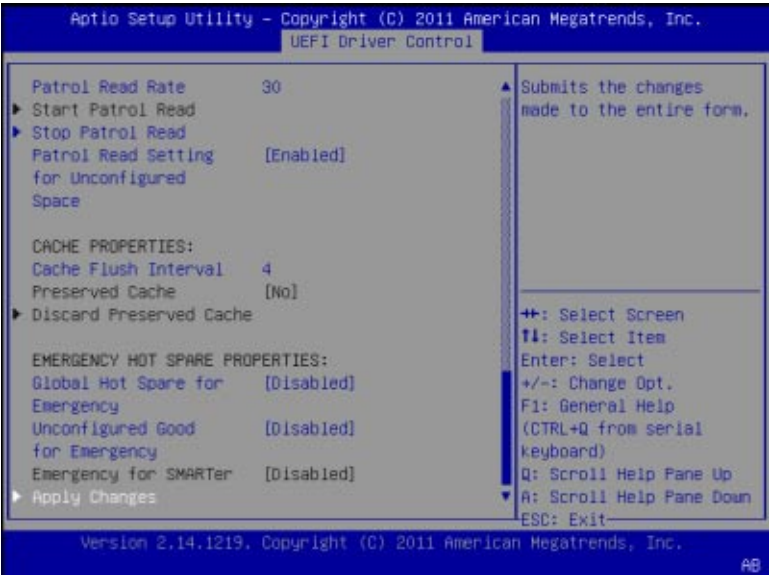 Aptio Setup Utility – Copyright (C) 2011 American Megatrends, Inc.
UEFI Driver Control
Patrol Read Rate 30
Start Patrol Read
Stop Patrol Read
Patrol Read Setting [Enabled]
for Unconfigured
Space
CACHE PROPERTIES:
Cache Flush Interval 4
Preserved Cache [No]
Discard Preserved Cache
EMERGENCY HOT SPARE PROPERTIES:
Global Hot Spare for [Disabled]
Emergency
Unconfigured Good [Disabled]
for Emergency
Emergency for SMARTer [Disabled]
Apply Changes
Submits the changes
made to the entire form.
→←: Select Screen
↑↓: Select Item
Enter: Select
+/-: Change Opt.
F1: General Help
(CTRL+Q from serial
keyboard)
Q: Scroll Help Pane Up
A: Scroll Help Pane Down
ESC: Exit
Version 2.14.1219. Copyright (C) 2011 American Megatrends, Inc.
AB